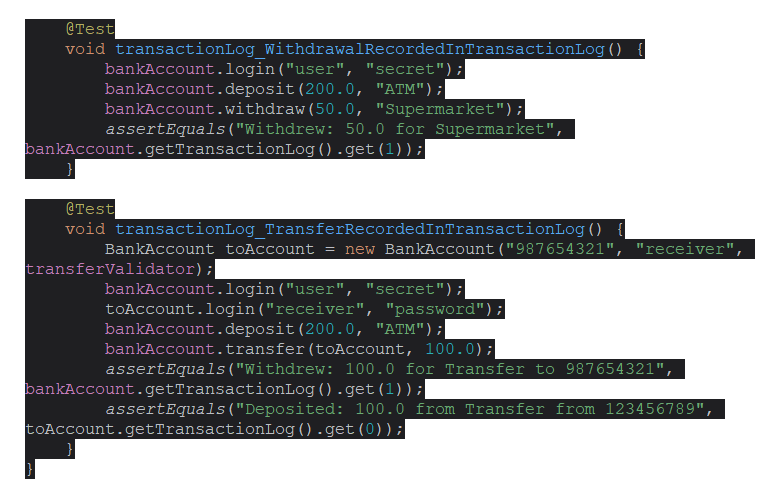 @Test
    void transactionLog_WithdrawalRecordedInTransactionLog() {
        bankAccount.login("user", "secret");
        bankAccount.deposit(200.0, "ATM");
        bankAccount.withdraw(50.0, "Supermarket");
        assertEquals("Withdrew: 50.0 for Supermarket",
bankAccount.getTransactionLog().get(1));
    }

    @Test
    void transactionLog_TransferRecordedInTransactionLog() {
        BankAccount toAccount = new BankAccount("987654321", "receiver",
transferValidator);
        bankAccount.login("user", "secret");
        toAccount.login("receiver", "password");
        bankAccount.deposit(200.0, "ATM");
        bankAccount.transfer(toAccount, 100.0);
        assertEquals("Withdrew: 100.0 for Transfer to 987654321",
bankAccount.getTransactionLog().get(1));
        assertEquals("Deposited: 100.0 from Transfer from 123456789",
toAccount.getTransactionLog().get(0));
    }
}